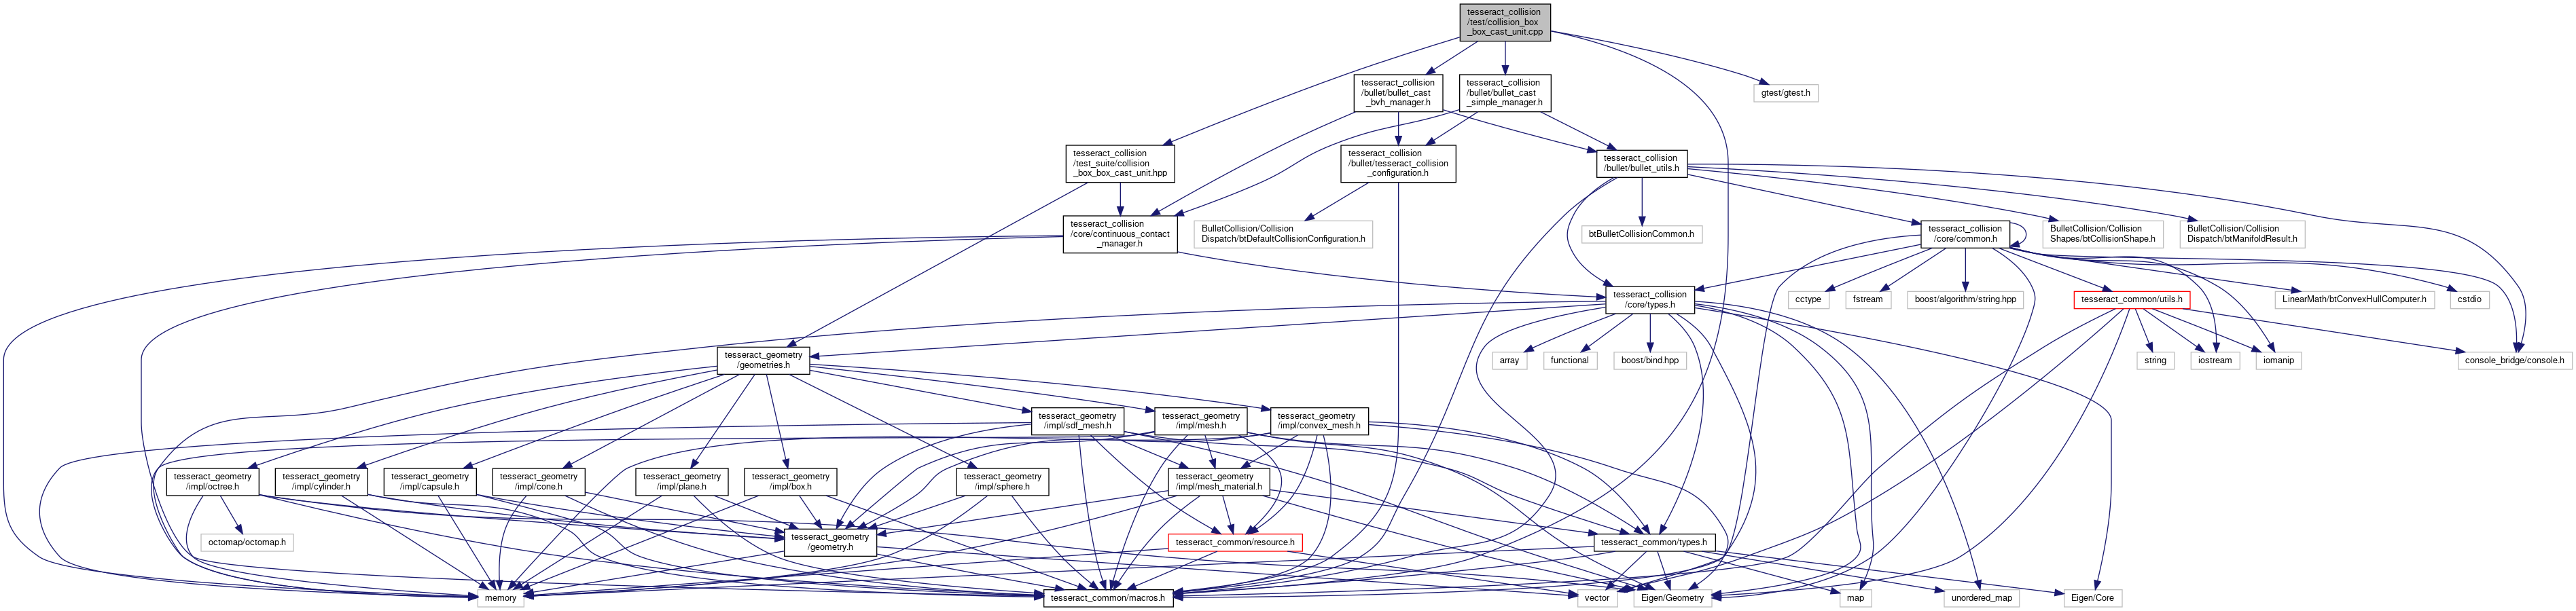 tesseract_collision
/test/collision_box
_box_cast_unit.cpp
tesseract_collision
/bullet/bullet_cast
_bvh_manager.h
tesseract_collision
/bullet/bullet_cast
_simple_manager.h
gtest/gtest.h
tesseract_collision
/test_suite/collision
_box_box_cast_unit.hpp
tesseract_collision
/bullet/tesseract_collision
_configuration.h
tesseract_collision
/bullet/bullet_utils.h
tesseract_collision
/core/continuous_contact
_manager.h
BulletCollision/Collision
Dispatch/btDefaultCollisionConfiguration.h
btBulletCollisionCommon.h
tesseract_collision
/core/common.h
BulletCollision/Collision
Shapes/btCollisionShape.h
BulletCollision/Collision
Dispatch/btManifoldResult.h
tesseract_collision
/core/types.h
cctype
fstream
boost/algorithm/string.hpp
tesseract_common/utils.h
LinearMath/btConvexHullComputer.h
cstdio
tesseract_geometry
/geometries.h
array
functional
boost/bind.hpp
string
iostream
iomanip
console_bridge/console.h
tesseract_geometry
/impl/sdf_mesh.h
tesseract_geometry
/impl/mesh.h
tesseract_geometry
/impl/convex_mesh.h
tesseract_geometry
/impl/octree.h
tesseract_geometry
/impl/cylinder.h
tesseract_geometry
/impl/capsule.h
tesseract_geometry
/impl/cone.h
tesseract_geometry
/impl/plane.h
tesseract_geometry
/impl/box.h
tesseract_geometry
/impl/sphere.h
tesseract_geometry
/impl/mesh_material.h
octomap/octomap.h
tesseract_geometry
/geometry.h
tesseract_common/resource.h
tesseract_common/types.h
memory
tesseract_common/macros.h
vector
Eigen/Geometry
map
unordered_map
Eigen/Core